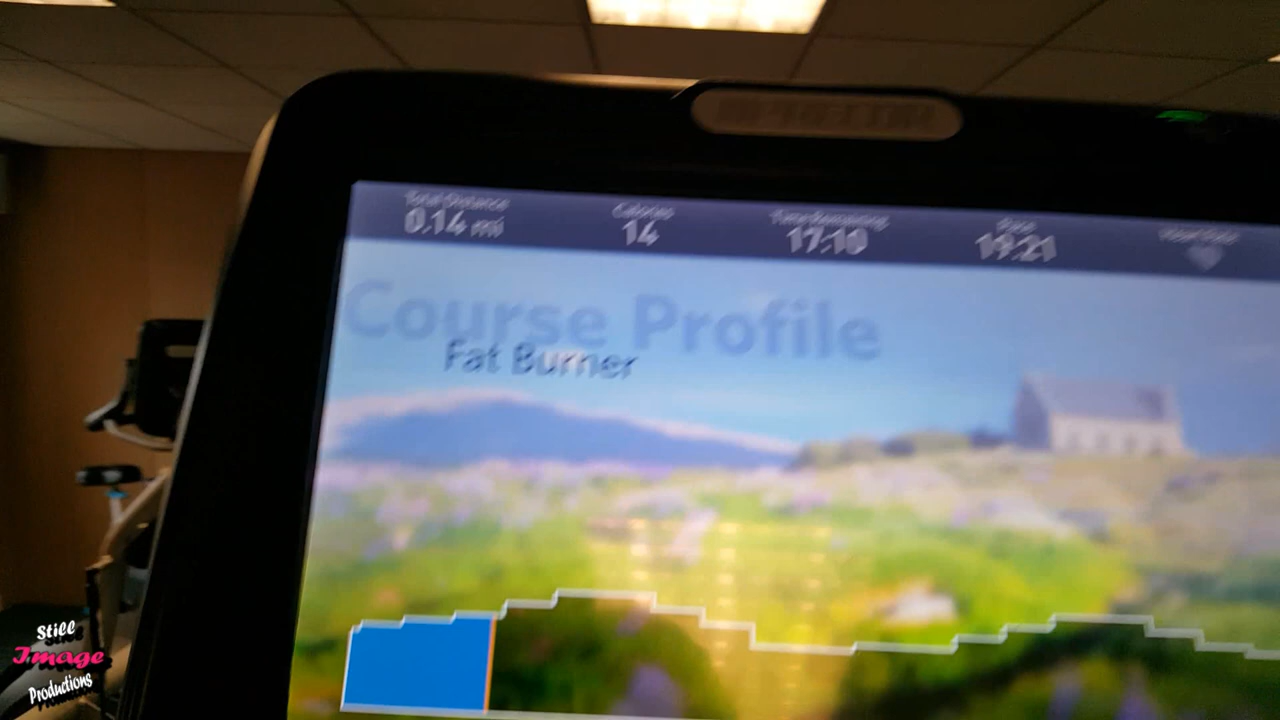 Total Distance
0.14 mi
Calories
14
Time Remaining
17:10
Pace
19:21
Course Profile
Fat Burner
Still
Image
Productions